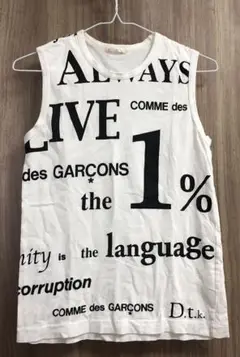 ALWAYS
LIVE
COMME des
des GARÇONS
the 1%
nity is the language
corruption
COMME des GARÇONS
D.t.k.